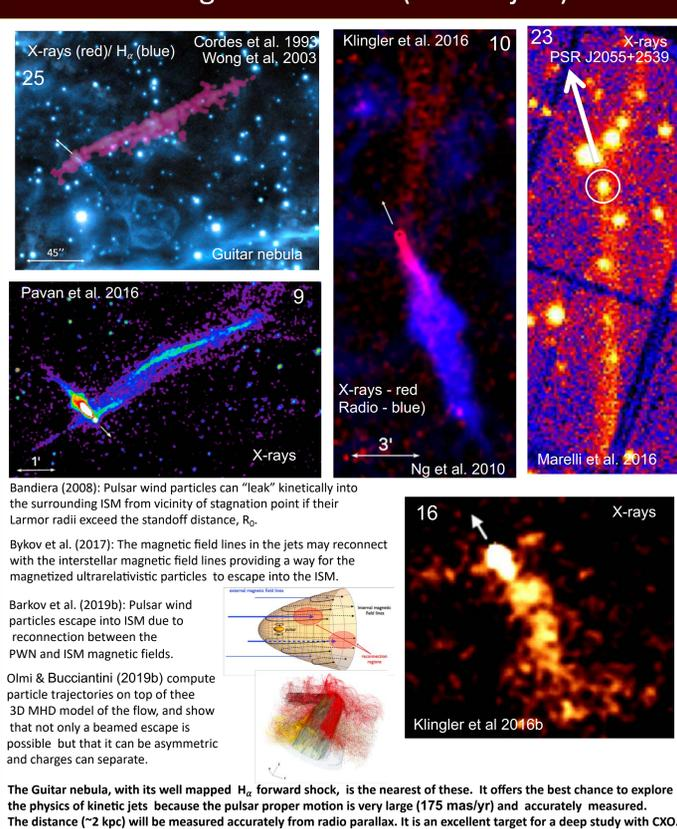 X-rays (red)/ Hα (blue)
Cordes et al. 1993
Wong et al, 2003
25
45’’
Guitar nebula
Klingler et al. 2016
10
X-rays - red
Radio - blue)
3'
Ng et al. 2010
23
X-rays
PSR J2055+2539
Marelli et al. 2016
Pavan et al. 2016
9
1'
X-rays
Bandiera (2008): Pulsar wind particles can “leak” kinetically into
the surrounding ISM from vicinity of stagnation point if their
Larmor radii exceed the standoff distance, R₀.
Bykov et al. (2017): The magnetic field lines in the jets may reconnect
with the interstellar magnetic field lines providing a way for the
magnetized ultrarelativistic particles to escape into the ISM.
Barkov et al. (2019b): Pulsar wind
particles escape into ISM due to
reconnection between the
PWN and ISM magnetic fields.
external magnetic field lines
internal magnetic
field lines
pulsar
reconnection
regions
Olmi & Bucciantini (2019b) compute
particle trajectories on top of thee
3D MHD model of the flow, and show
that not only a beamed escape is
possible but that it can be asymmetric
and charges can separate.
16
X-rays
Klingler et al 2016b
The Guitar nebula, with its well mapped Hα forward shock, is the nearest of these. It offers the best chance to explore
the physics of kinetic jets because the pulsar proper motion is very large (175 mas/yr) and accurately measured.
The distance (~2 kpc) will be measured accurately from radio parallax. It is an excellent target for a deep study with CXO.